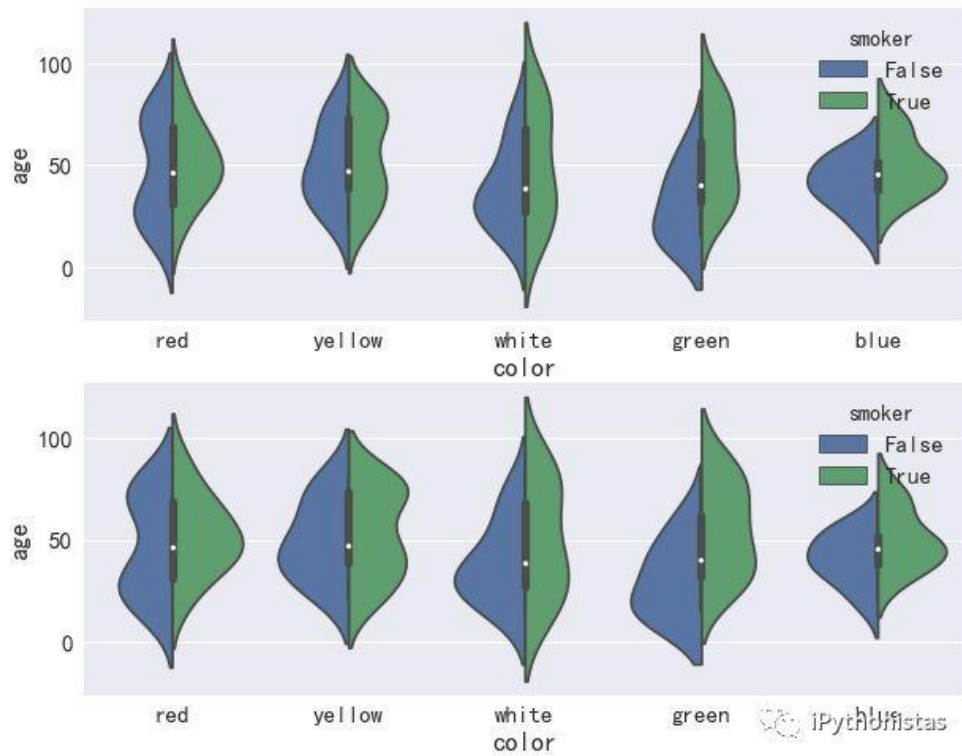 smoker
False
True
100
50
0
age
red yellow white green blue
color
smoker
False
True
100
50
0
age
red yellow white green blue
color
iPythonistas